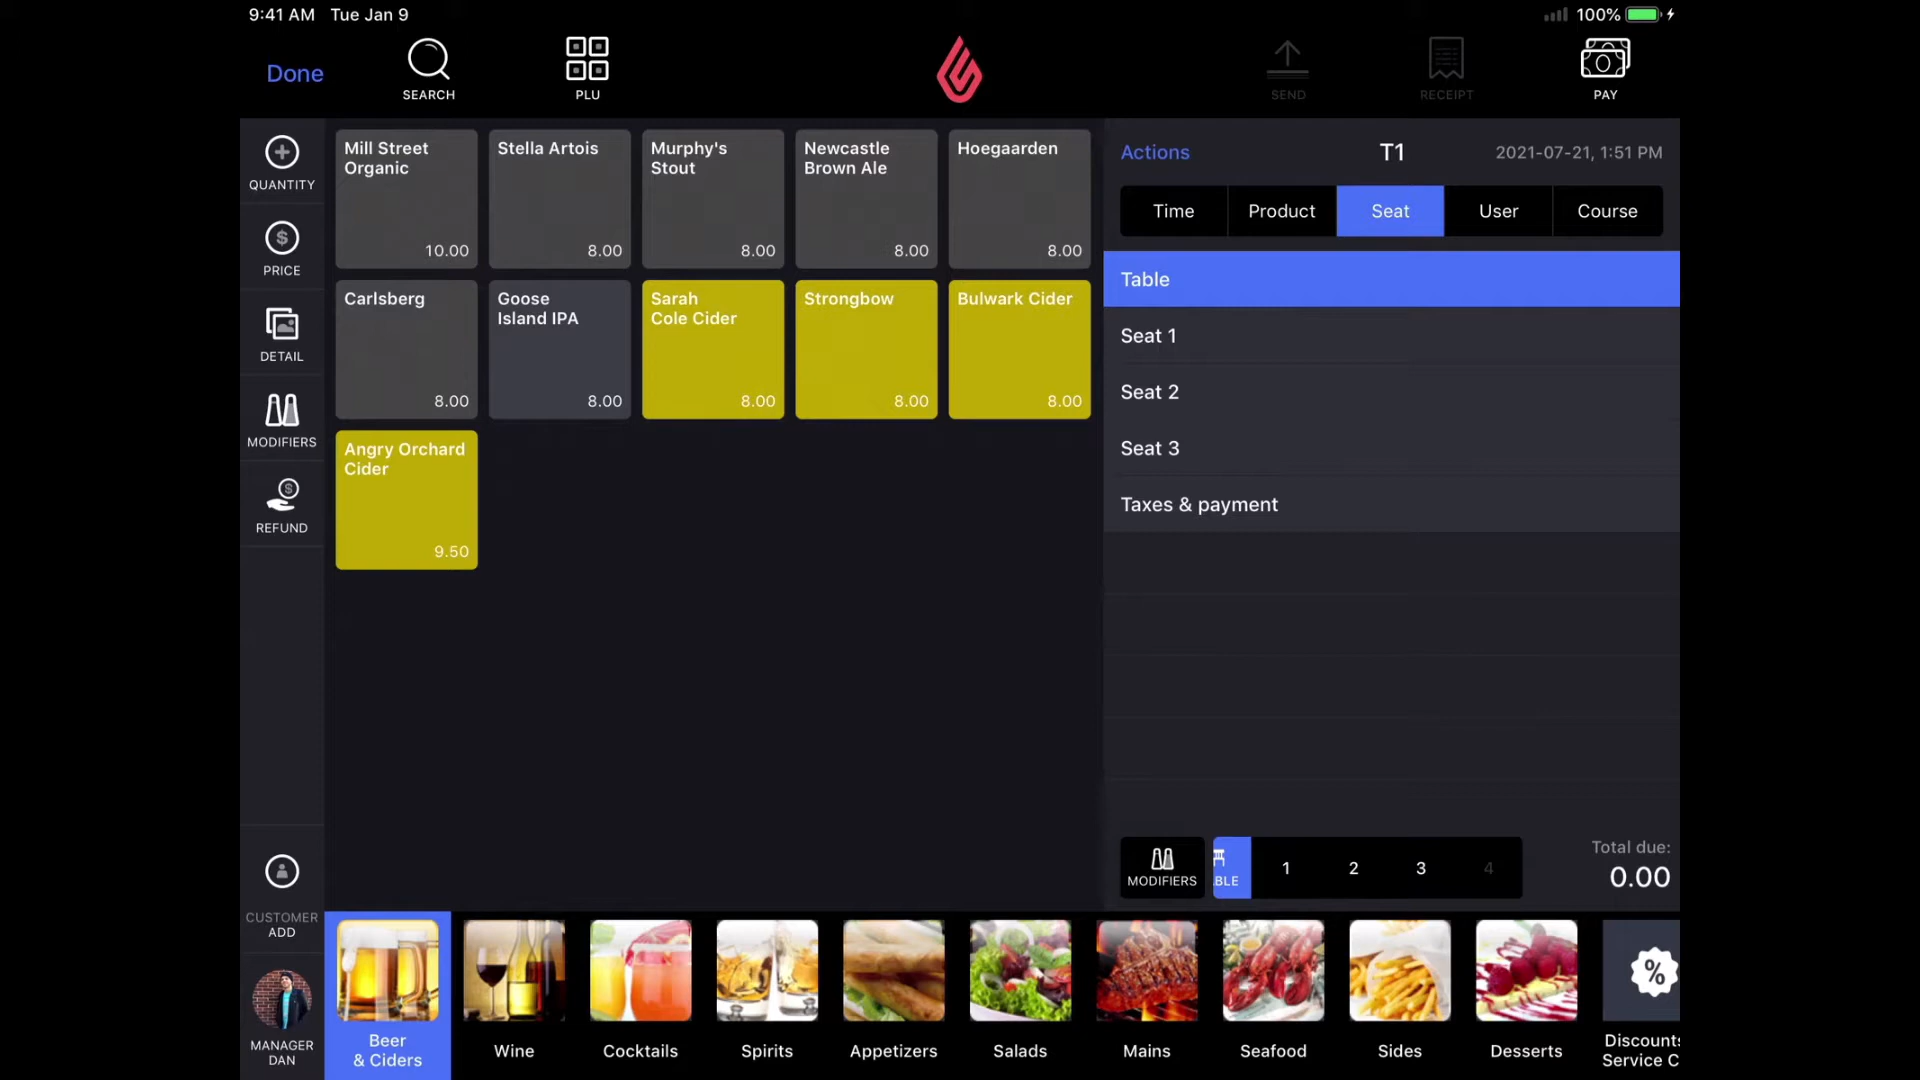 9:41 AM Tue Jan 9
100%
Done
SEARCH
PLU
SEND
RECEIPT
PAY
QUANTITY
PRICE
DETAIL
MODIFIERS
REFUND
CUSTOMER
ADD
MANAGER
DAN
Mill Street
Organic
10.00
Stella Artois
8.00
Murphy's
Stout
8.00
Newcastle
Brown Ale
8.00
Hoegaarden
8.00
Carlsberg
8.00
Goose
Island IPA
8.00
Sarah
Cole Cider
8.00
Strongbow
8.00
Bulwark Cider
8.00
Angry Orchard
Cider
9.50
Actions
T1
2021-07-21, 1:51 PM
Time
Product
Seat
User
Course
Table
Seat 1
Seat 2
Seat 3
Taxes & payment
MODIFIERS
BLE
1
2
3
4
Total due:
0.00
Beer
& Ciders
Wine
Cocktails
Spirits
Appetizers
Salads
Mains
Seafood
Sides
Desserts
%
Discounts
Service C